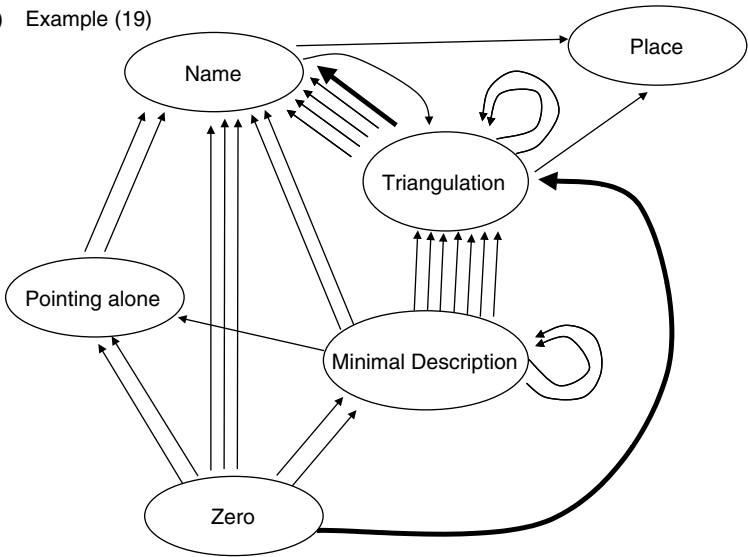 ) Example (19)
Place
Name
Triangulation
Pointing alone
Minimal Description
Zero